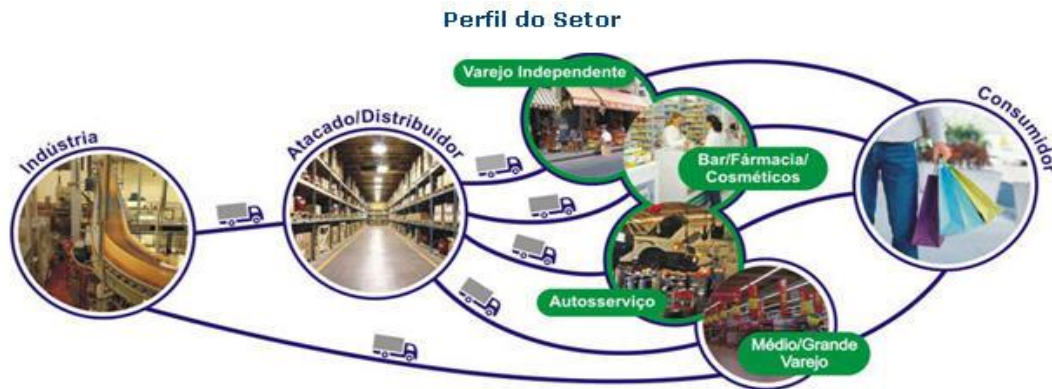 Perfil do Setor
Varejo Independente
Indústria
Atacado/Distribuidor
Bar/Fármacia/
Cosméticos
Consumidor
Autosserviço
Médio/Grande
Varejo